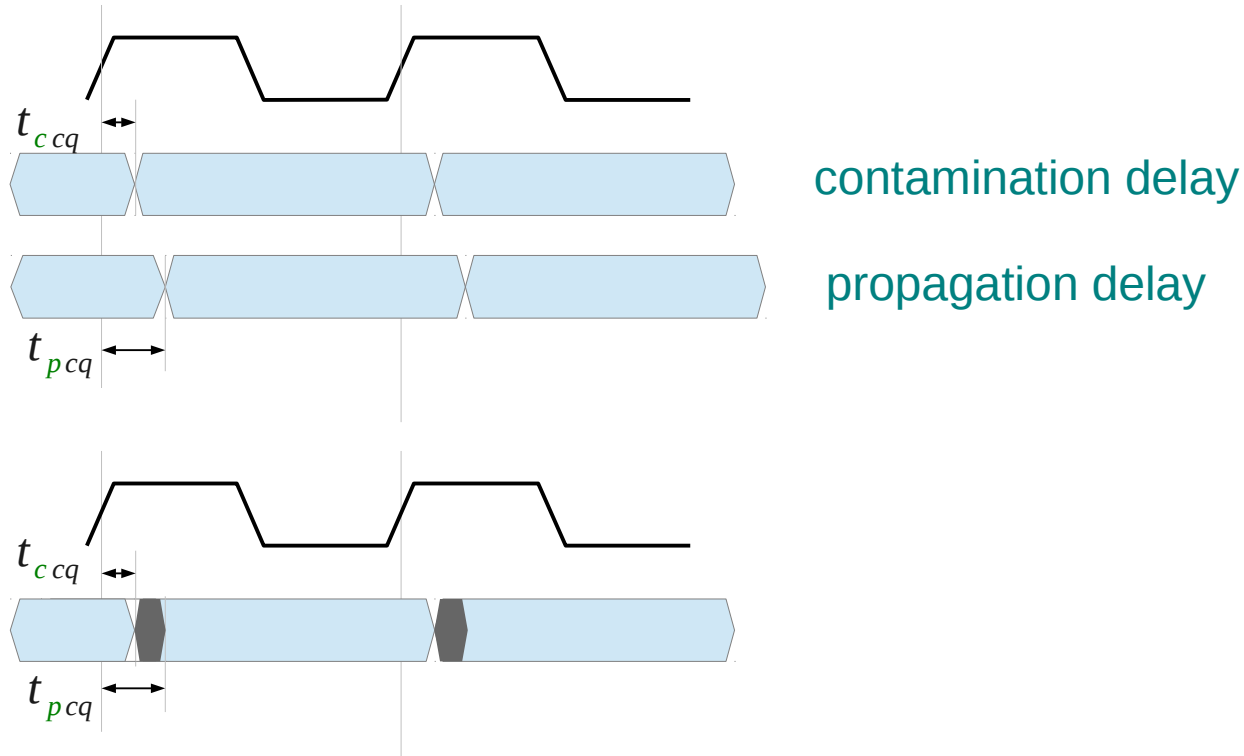 t c cq
contamination delay
propagation delay
t p cq
t c cq
t p cq